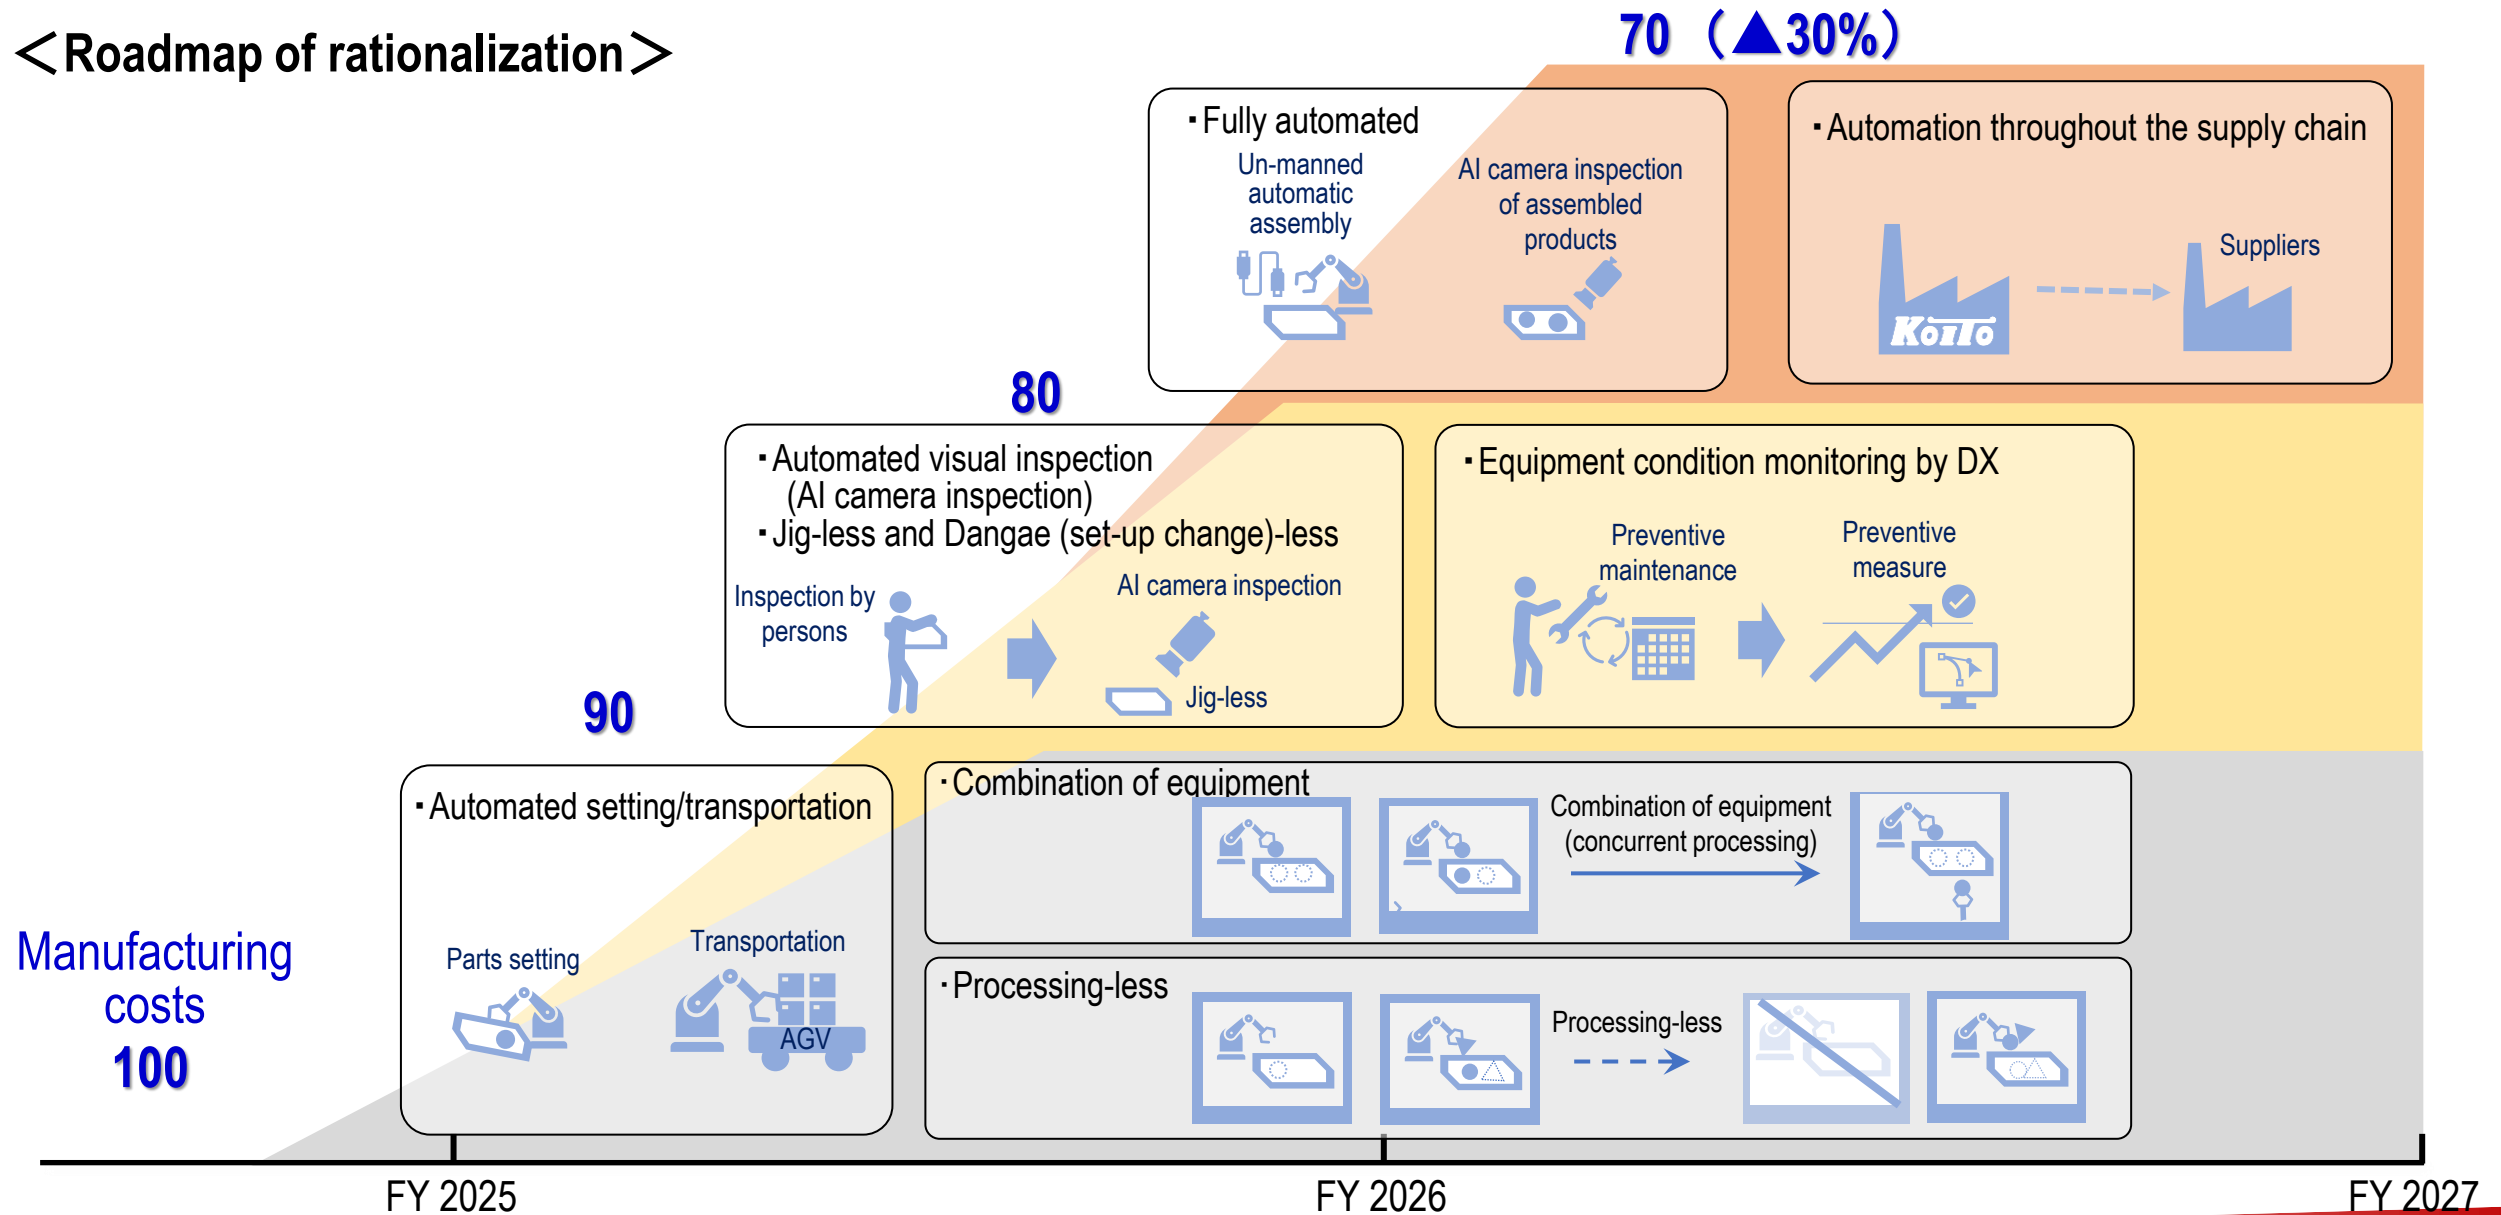 ＜Roadmap of rationalization＞
70（▲30%）
・Fully automated
Un-manned
automatic
assembly
AI camera inspection
of assembled
products
・Automation throughout the supply chain
Suppliers
KOITO
80
・Automated visual inspection
(AI camera inspection)
・Jig-less and Dangae (set-up change)-less
Inspection by
persons
AI camera inspection
Jig-less
・Equipment condition monitoring by DX
Preventive
maintenance
Preventive
measure
90
・Automated setting/transportation
Parts setting
Transportation
AGV
・Combination of equipment
Combination of equipment
(concurrent processing)
・Processing-less
Processing-less
Manufacturing
costs
100
FY 2025
FY 2026
FY 2027